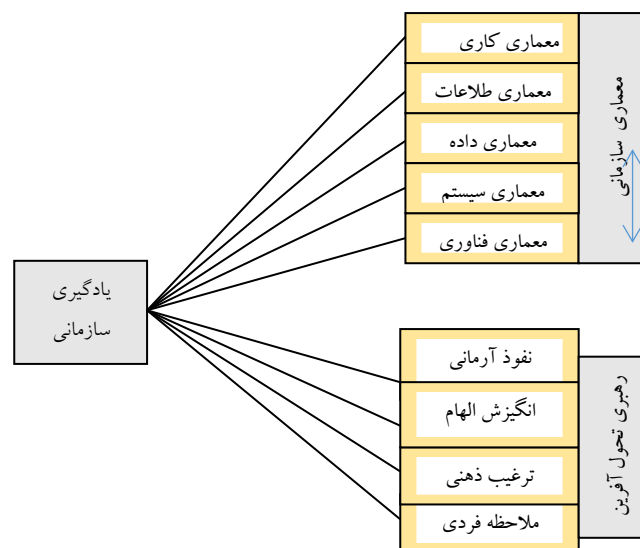 معماری کاری
معماری طلاعات
معماری داده
معماری سیستم
معماری فناوری
معماری سازمانی
یادگیری
سازمانی
نفوذ آرمانی
انگیزش الهام
ترغیب ذهنی
ملاحظه فردی
رهبری تحول آفرین